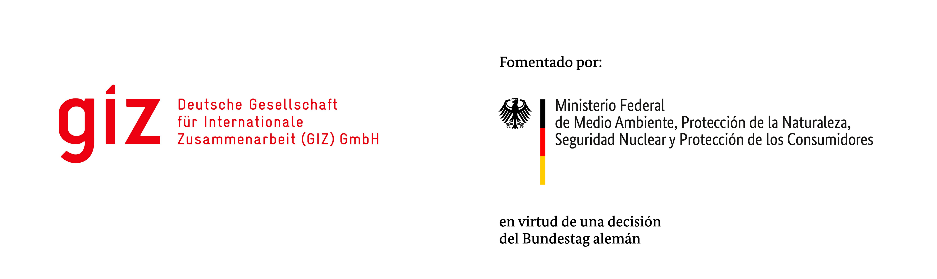 giz
Deutsche Gesellschaft
für Internationale
Zusammenarbeit (GIZ) GmbH
Fomentado por:
Ministerio Federal
de Medio Ambiente, Protección de la Naturaleza,
Seguridad Nuclear y Protección de los Consumidores
en virtud de una decisión
del Bundestag alemán